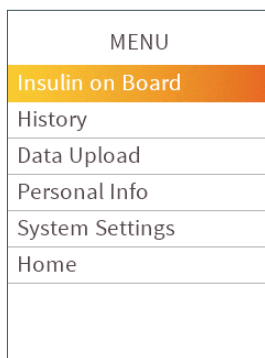 MENU
Insulin on Board
History
Data Upload
Personal Info
System Settings
Home